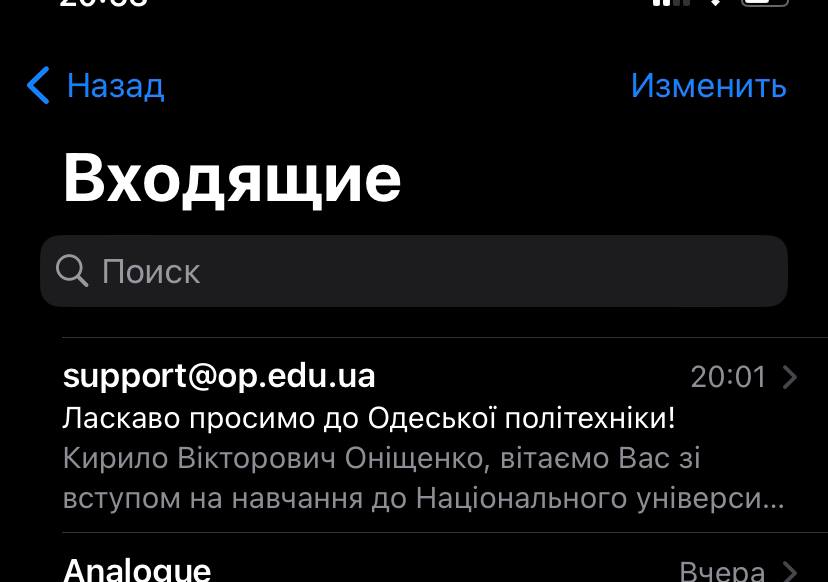 Назад
Изменить
Входящие
Поиск
support@op.edu.ua
20:01
Ласкаво просимо до Одеської політехніки!
Кирило Вікторович Оніщенко, вітаємо Вас зі
вступом на навчання до Національного універси...
Analogue
Вчера